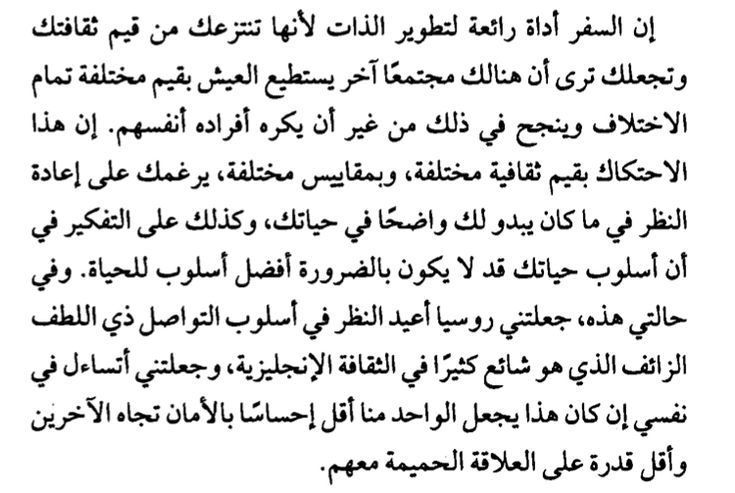 إن السفر أداة رائعة لتطوير الذات لأنها تنتزعك من قيم ثقافتك
وتجعلك ترى أن هنالك مجتمعًا آخر يستطيع العيش بقيم مختلفة تمام
الاختلاف وينجح في ذلك من غير أن يكره أفراده أنفسهم. إن هذا
الاحتكاك بقيم ثقافية مختلفة، وبمقاييس مختلفة، يرغمك على إعادة
النظر في ما كان يبدو لك واضحًا في حياتك، وكذلك على التفكير في
أن أسلوب حياتك قد لا يكون بالضرورة أفضل أسلوب للحياة. وفي
حالتي هذه، جعلتني روسيا أعيد النظر في أسلوب التواصل ذي اللطف
الزائف الذي هو شائع كثيرًا في الثقافة الإنجليزية، وجعلتني أتساءل في
نفسي إن كان هذا يجعل الواحد منا أقل إحساسًا بالأمان تجاه الآخرين
وأقل قدرة على العلاقة الحميمة معهم.